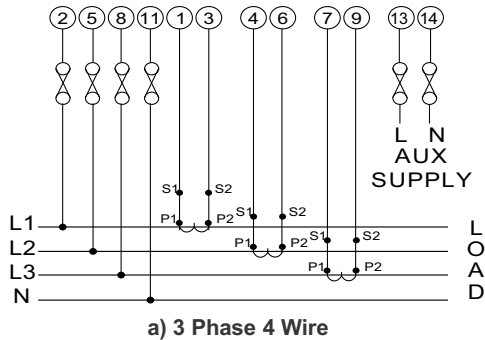 2 5 8 11 1 3 4 6 7 9 13 14
L N
AUX
SUPPLY
S1 S2
S1 S2
S1 S2
L1 P1 P2 L
L2 P1 P2 O
L3 P1 P2 A
N D
a) 3 Phase 4 Wire